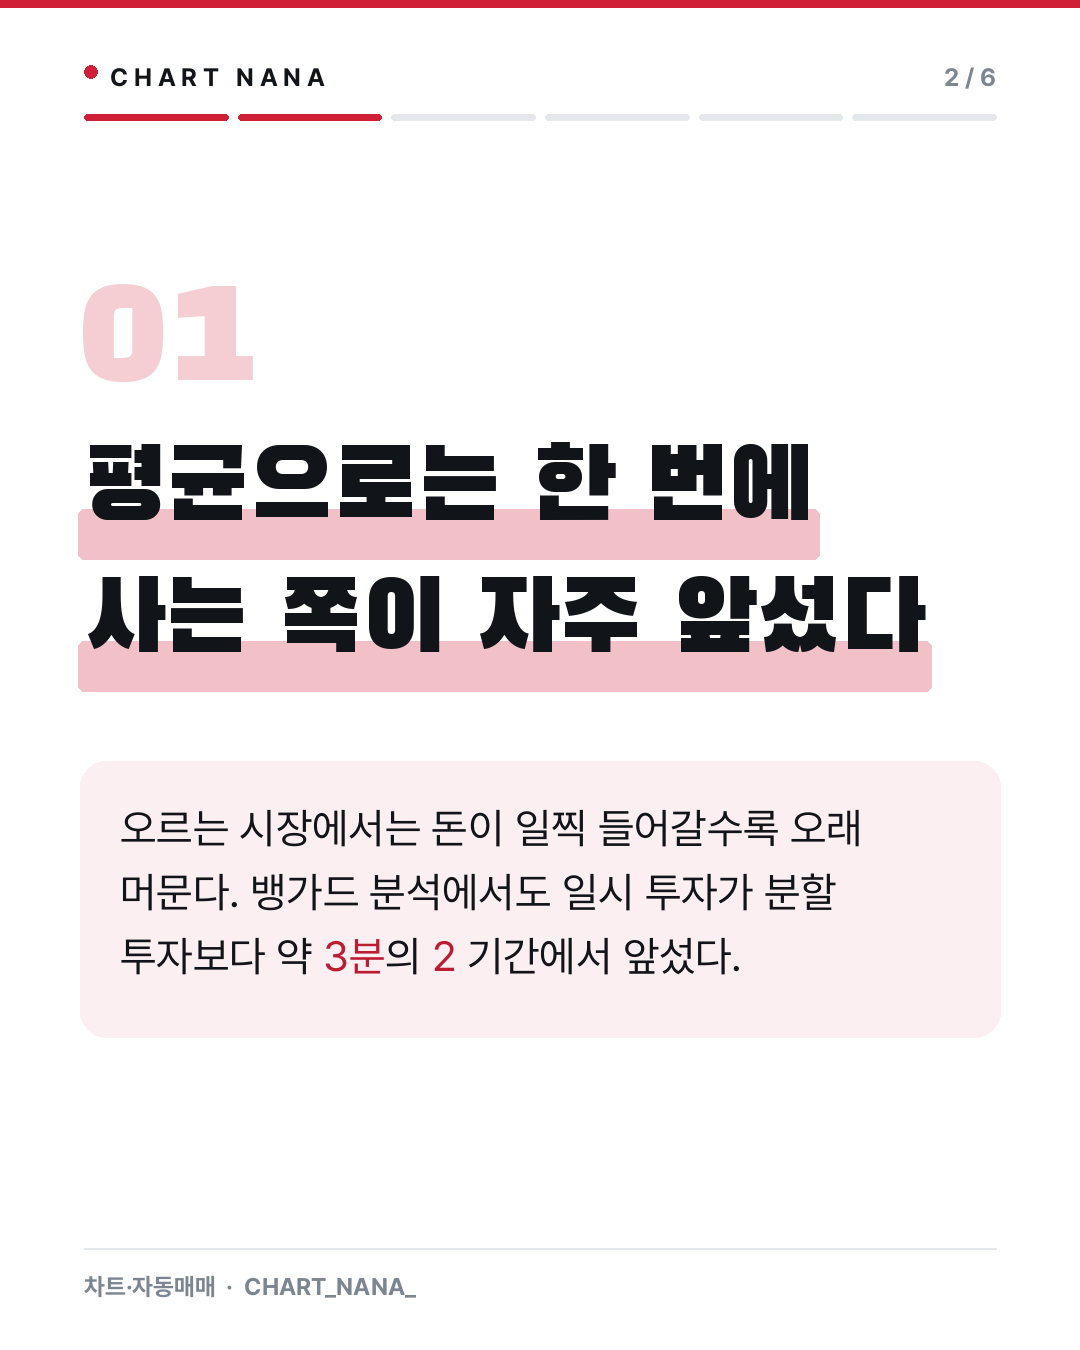 CHART NANA
2 / 6
01
평균으로는 한 번에
사는 쪽이 자주 앞섰다
오르는 시장에서는 돈이 일찍 들어갈수록 오래
머문다. 뱅가드 분석에서도 일시 투자가 분할
투자보다 약 3분의 2 기간에서 앞섰다.
차트·자동매매 · CHART_NANA_